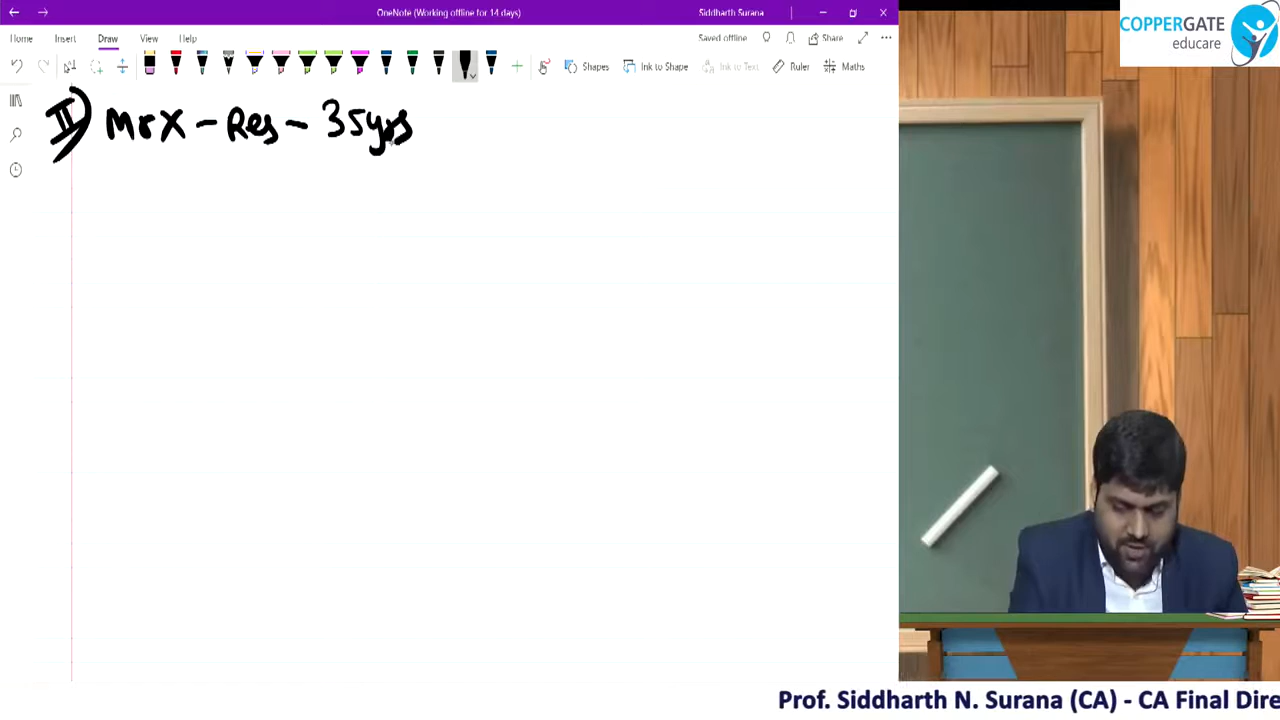 OneNote (Working offline for 14 days)
Siddharth Surana
Home Insert Draw View Help
Saved offline
Share
Shapes
Ink to Shape
Ink to Text
Ruler
Maths
COPPERGATE
educare
II) Mr X – Res – 35yrs
Prof. Siddharth N. Surana (CA) - CA Final Dire